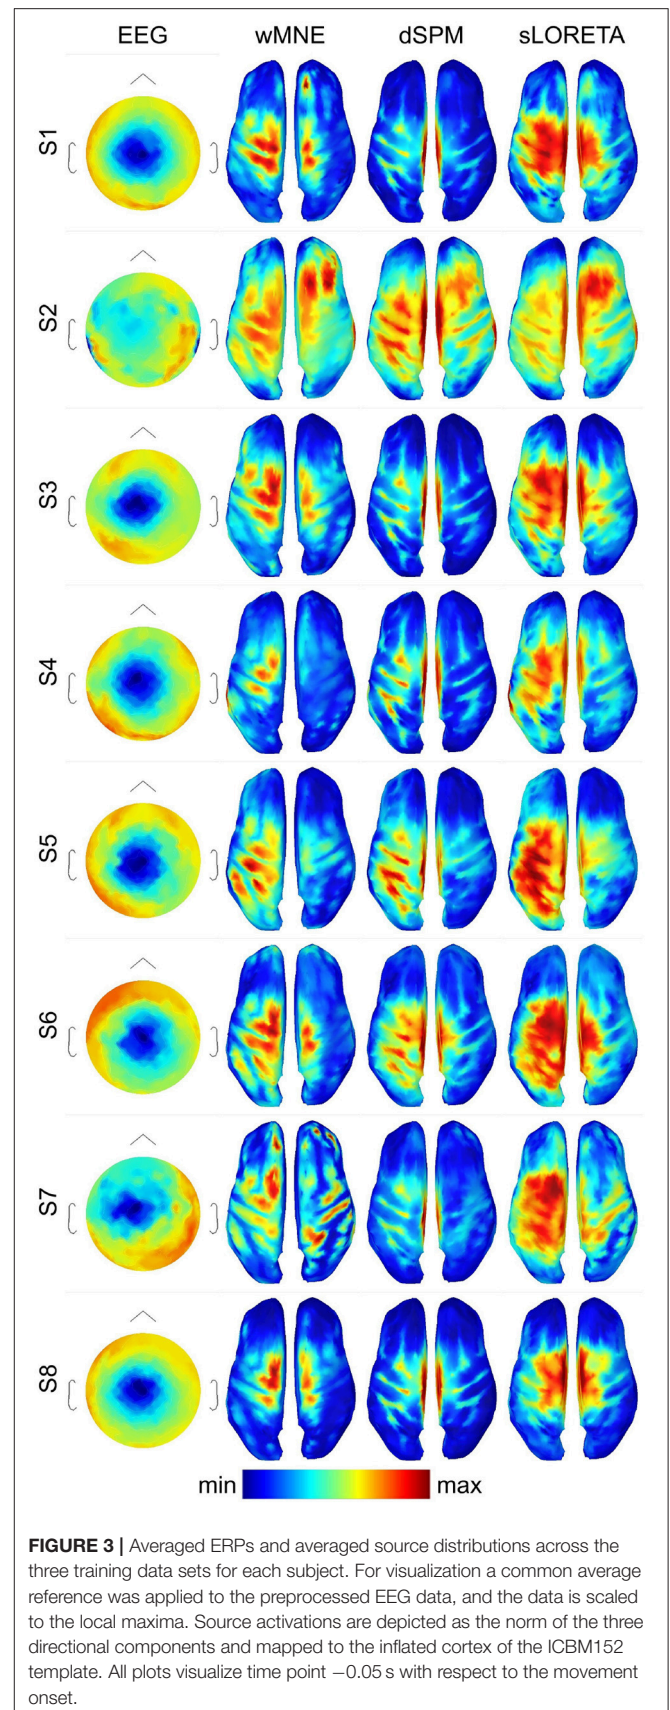 EEG wMNE dSPM sLORETA
S1
S2
S3
S4
S5
S6
S7
S8
min max
FIGURE 3 | Averaged ERPs and averaged source distributions across the
three training data sets for each subject. For visualization a common average
reference was applied to the preprocessed EEG data, and the data is scaled
to the local maxima. Source activations are depicted as the norm of the three
directional components and mapped to the inflated cortex of the ICBM152
template. All plots visualize time point −0.05 s with respect to the movement
onset.